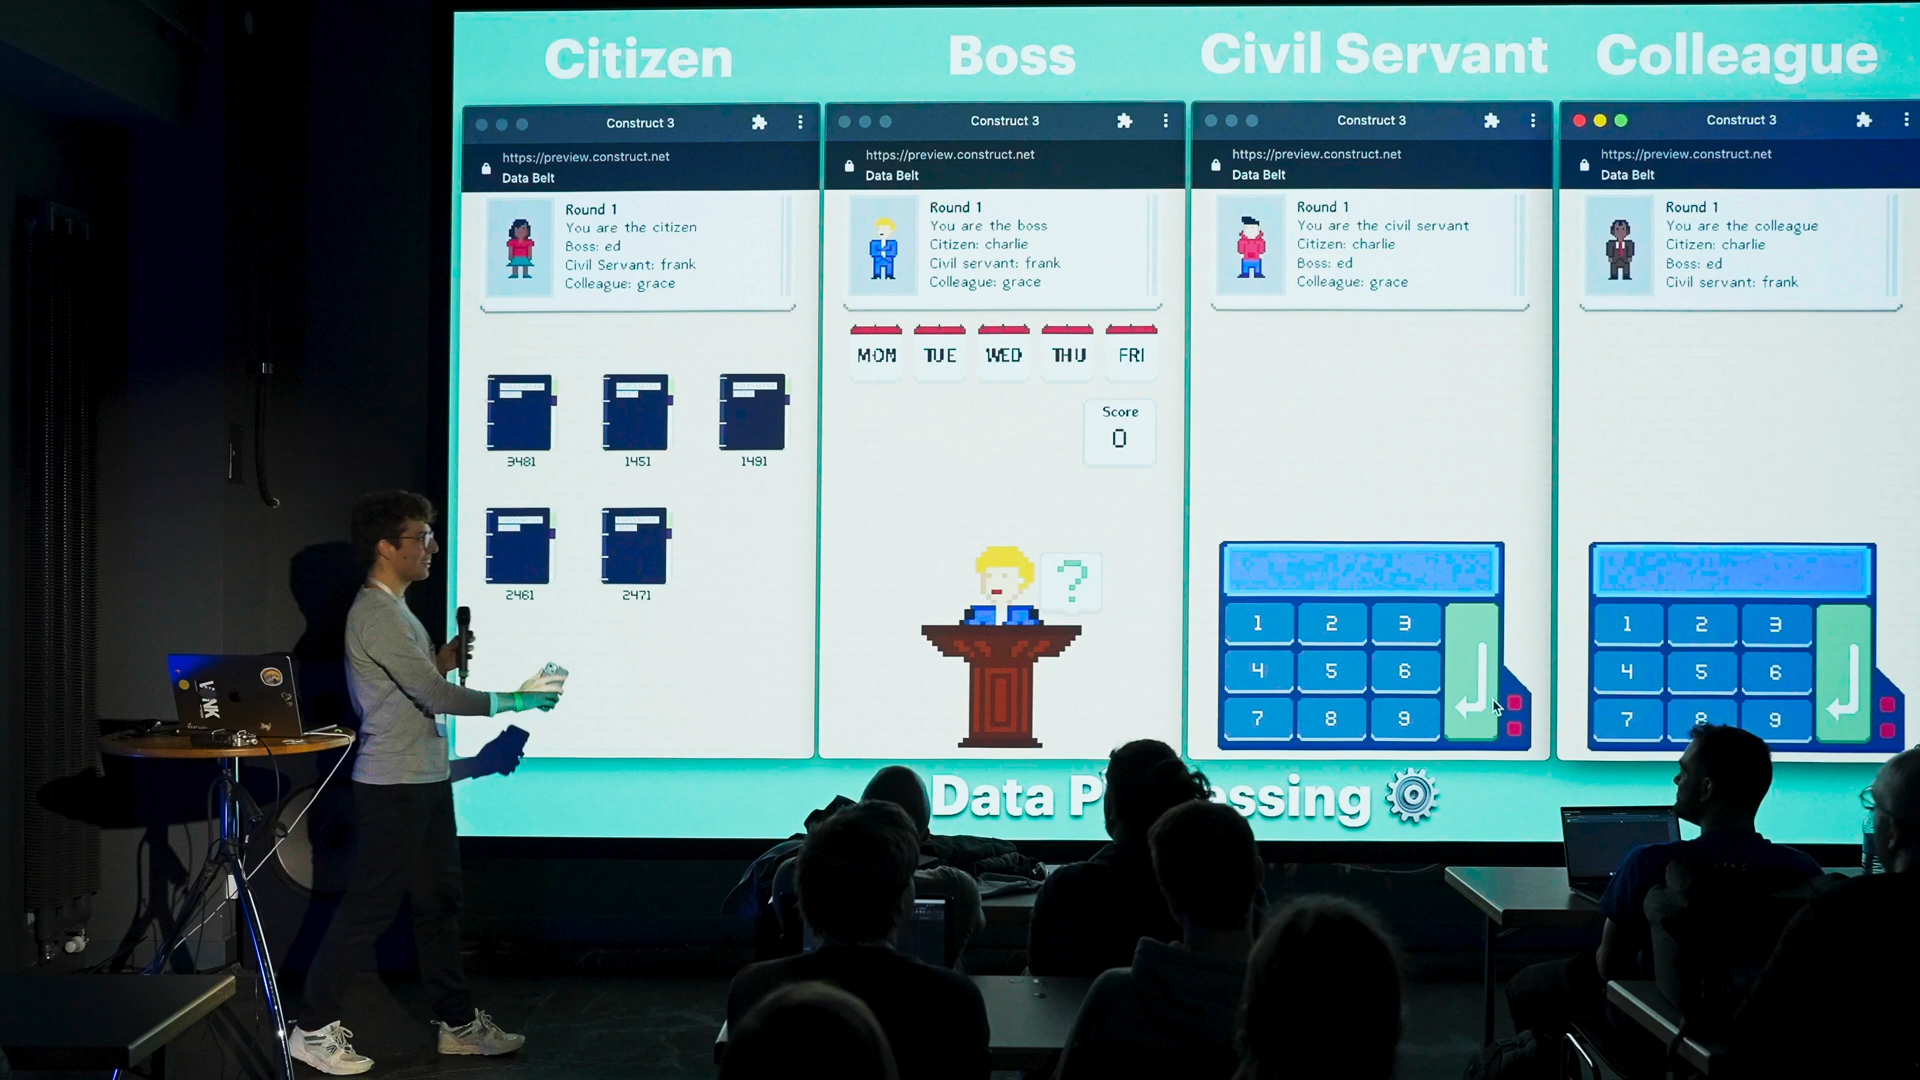 Citizen
Boss
Civil Servant
Colleague
Construct 3
https://preview.construct.net
Data Belt
Round 1
You are the citizen
Boss: ed
Civil Servant: frank
Colleague: grace
3481
1451
1491
2461
2471
Construct 3
https://preview.construct.net
Data Belt
Round 1
You are the boss
Citizen: charlie
Civil servant: frank
Colleague: grace
MON
TUE
WED
THU
FRI
Score
0
?
Construct 3
https://preview.construct.net
Data Belt
Round 1
You are the civil servant
Citizen: charlie
Boss: ed
Colleague: grace
1 2 3
4 5 6
7 8 9
Construct 3
https://preview.construct.net
Data Belt
Round 1
You are the colleague
Citizen: charlie
Boss: ed
Civil servant: frank
1 2 3
4 5 6
7 8 9
Data P essing